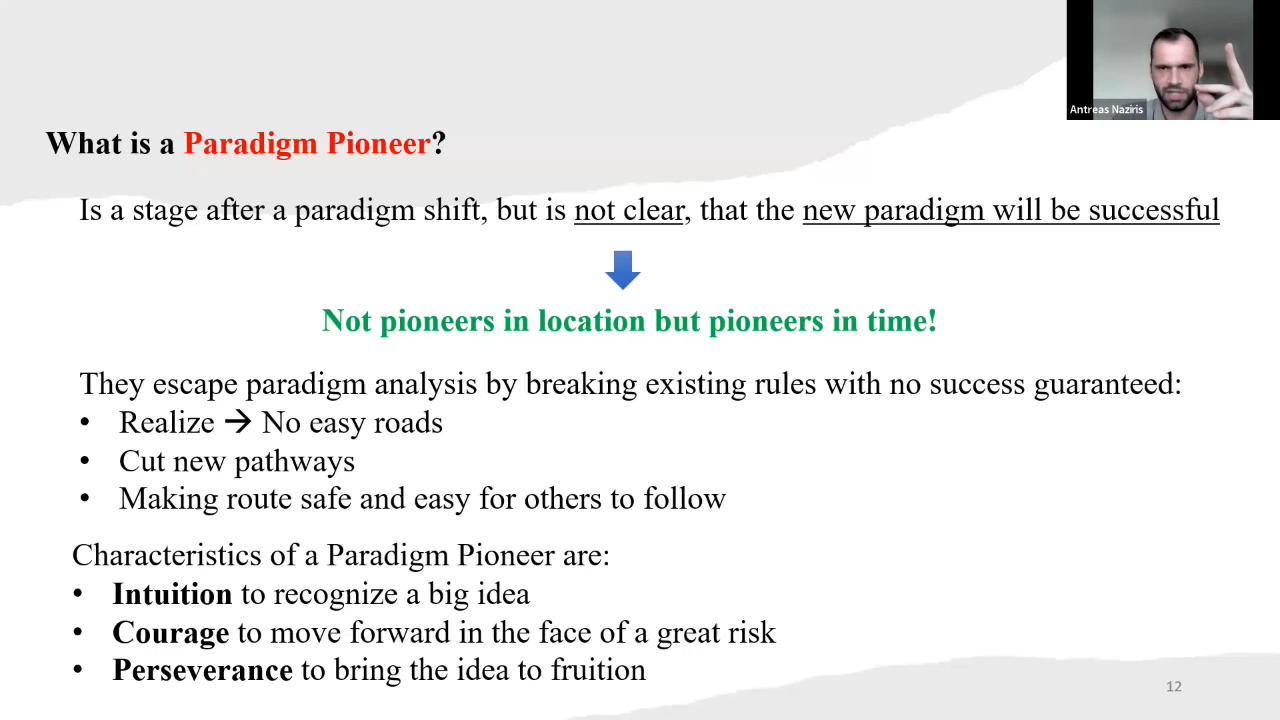 Antreas Naziris
What is a Paradigm Pioneer?
Is a stage after a paradigm shift, but is not clear, that the new paradigm will be successful
Not pioneers in location but pioneers in time!
They escape paradigm analysis by breaking existing rules with no success guaranteed:
• Realize → No easy roads
• Cut new pathways
• Making route safe and easy for others to follow
Characteristics of a Paradigm Pioneer are:
• Intuition to recognize a big idea
• Courage to move forward in the face of a great risk
• Perseverance to bring the idea to fruition
12